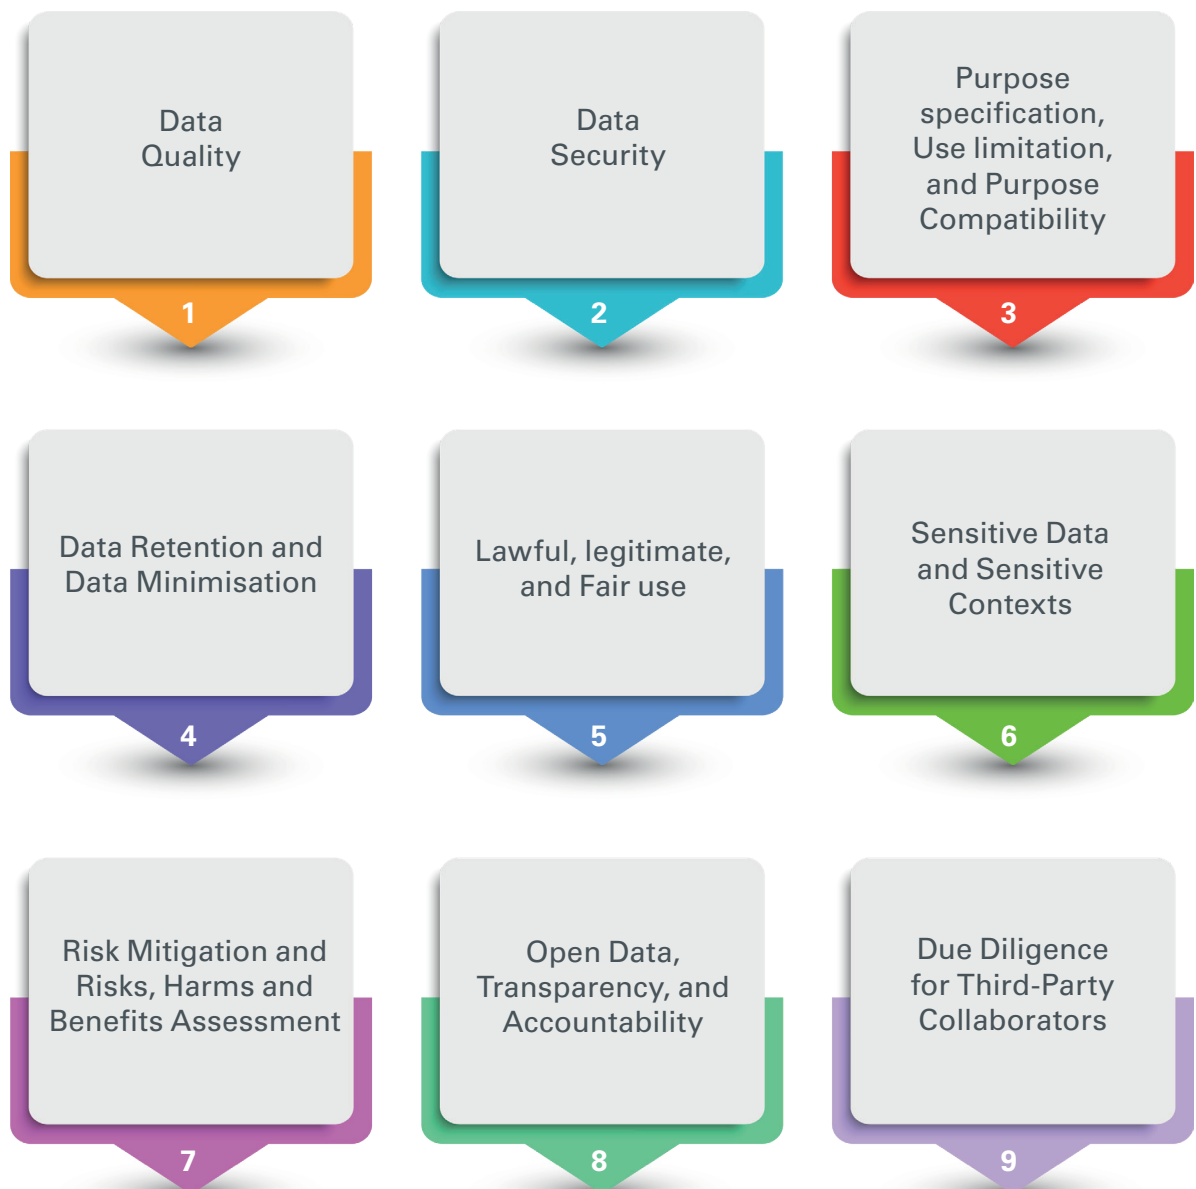 Data
Quality
1
Data
Security
2
Purpose
specification,
Use limitation,
and Purpose
Compatibility
3
Data Retention and
Data Minimisation
4
Lawful, legitimate,
and Fair use
5
Sensitive Data
and Sensitive
Contexts
6
Risk Mitigation and
Risks, Harms and
Benefits Assessment
7
Open Data,
Transparency, and
Accountability
8
Due Diligence
for Third-Party
Collaborators
9